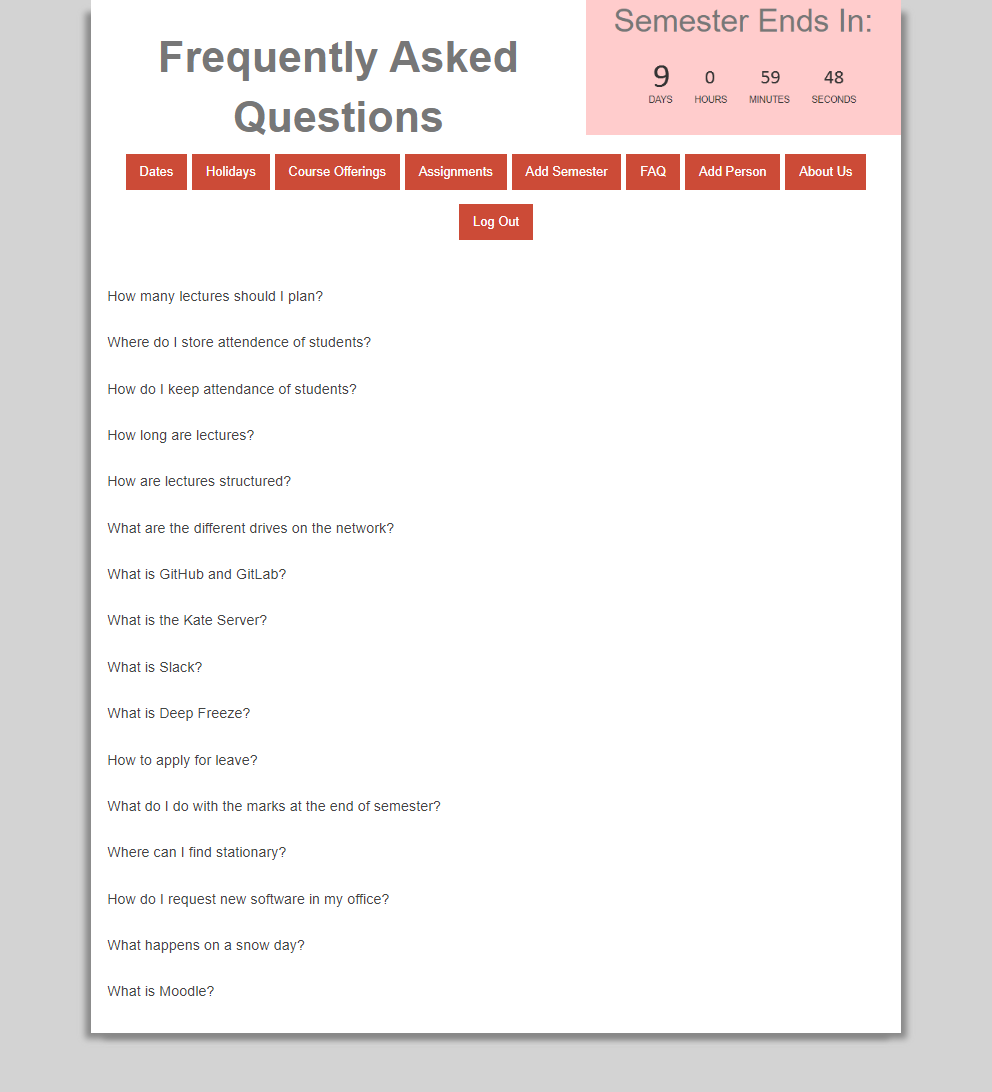 Frequently Asked
Questions
Semester Ends In:
9 0 59 48
DAYS HOURS MINUTES SECONDS
Dates Holidays Course Offerings Assignments Add Semester FAQ Add Person About Us
Log Out
How many lectures should I plan?
Where do I store attendence of students?
How do I keep attendance of students?
How long are lectures?
How are lectures structured?
What are the different drives on the network?
What is GitHub and GitLab?
What is the Kate Server?
What is Slack?
What is Deep Freeze?
How to apply for leave?
What do I do with the marks at the end of semester?
Where can I find stationary?
How do I request new software in my office?
What happens on a snow day?
What is Moodle?